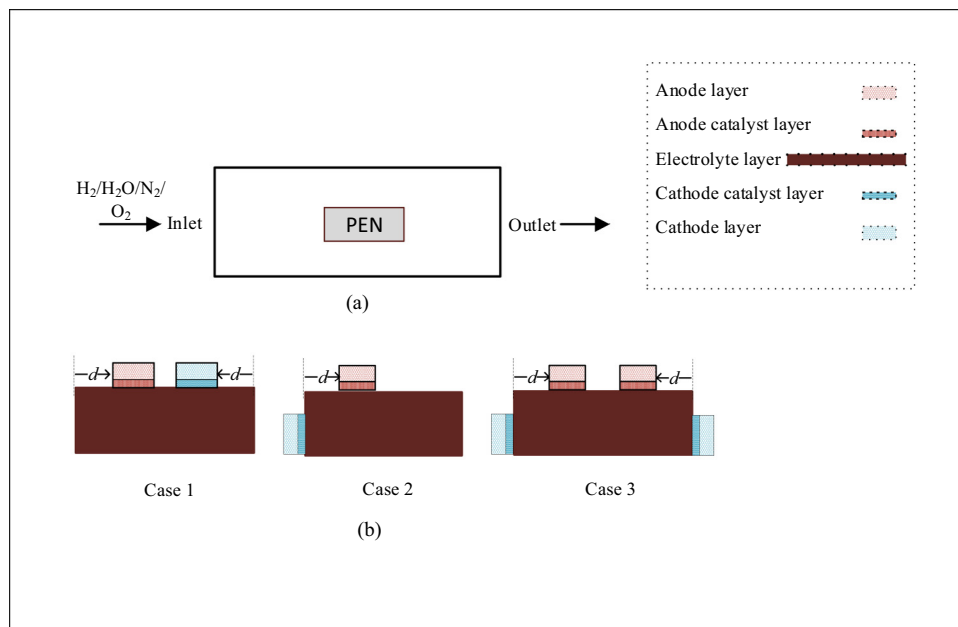 H2/H2O/N2/
O2
Inlet
PEN
Outlet
(a)
Anode layer
Anode catalyst layer
Electrolyte layer
Cathode catalyst layer
Cathode layer
d
d
d
d
d
Case 1
Case 2
Case 3
(b)